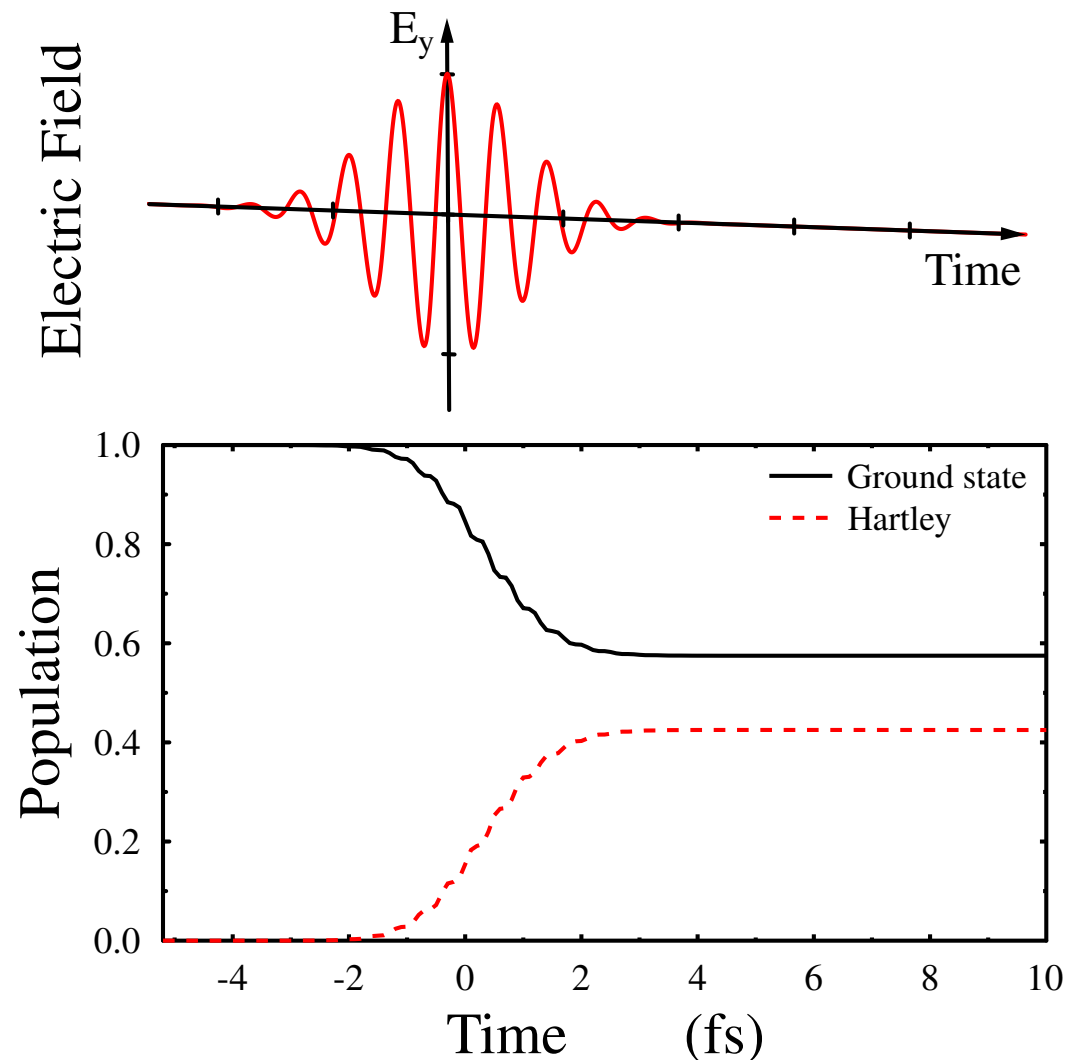 Electric Field
E_y
Time
Population
1.0
0.8
0.6
0.4
0.2
0.0
Ground state
Hartley
-4 -2 0 2 4 6 8 10
Time (fs)